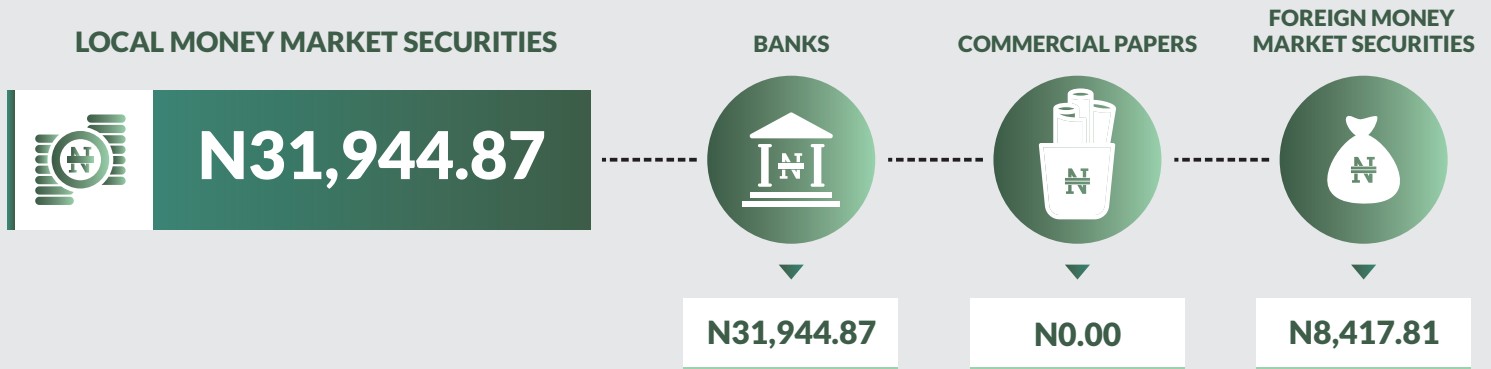 LOCAL MONEY MARKET SECURITIES
N31,944.87
BANKS
N31,944.87
COMMERCIAL PAPERS
N0.00
FOREIGN MONEY
MARKET SECURITIES
N8,417.81